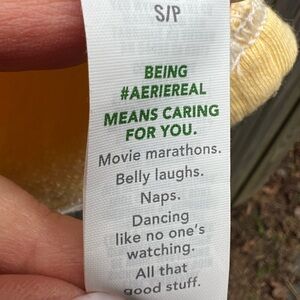 S/P
BEING
#AERIEREAL
MEANS CARING
FOR YOU.
Movie marathons.
Belly laughs.
Naps.
Dancing
like no one's
watching.
All that
good stuff.